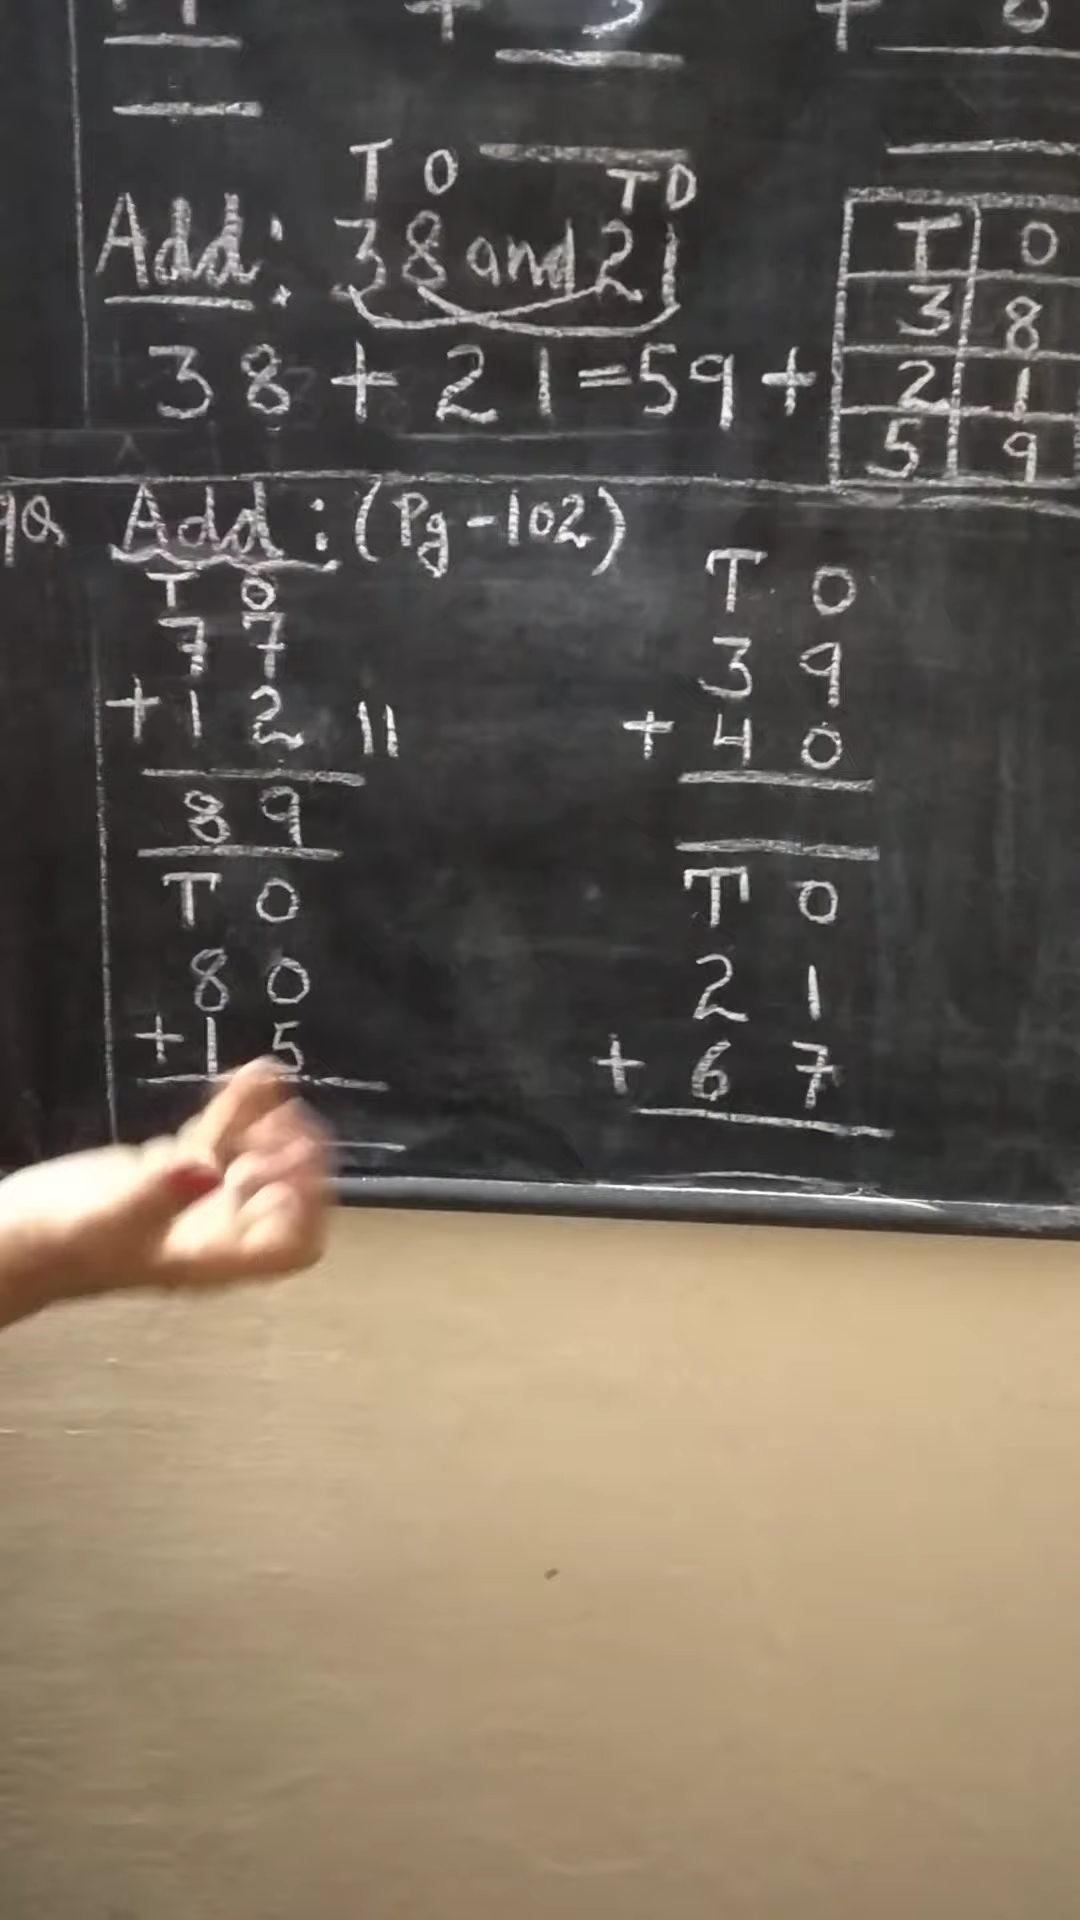 + 3
+
T O
T O
Add: 38 and 21
38 + 21 = 59 +
T O
3 8
2 1
5 9
Add: (Pg-102)
T O
7 7
+ 1 2 ||
8 9
T O
3 9
+ 4 0
T O
8 0
+ 1 5
T O
2 1
+ 6 7